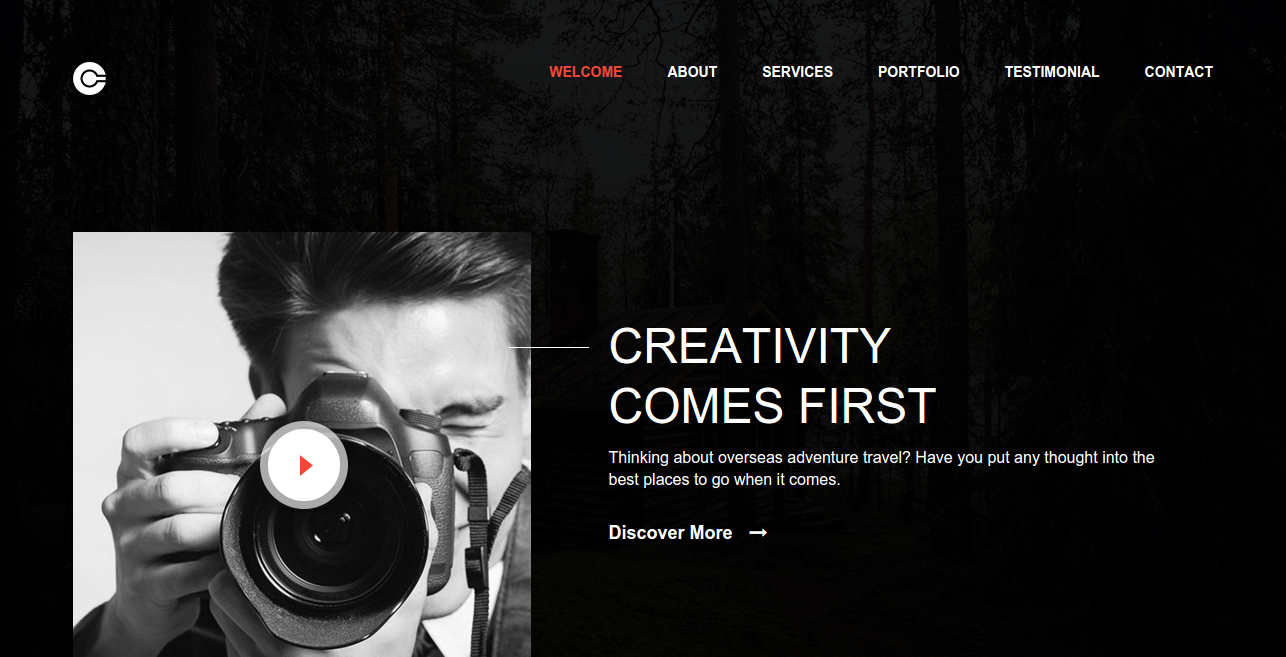 WELCOME ABOUT SERVICES PORTFOLIO TESTIMONIAL CONTACT
CREATIVITY
COMES FIRST
Thinking about overseas adventure travel? Have you put any thought into the
best places to go when it comes.
Discover More